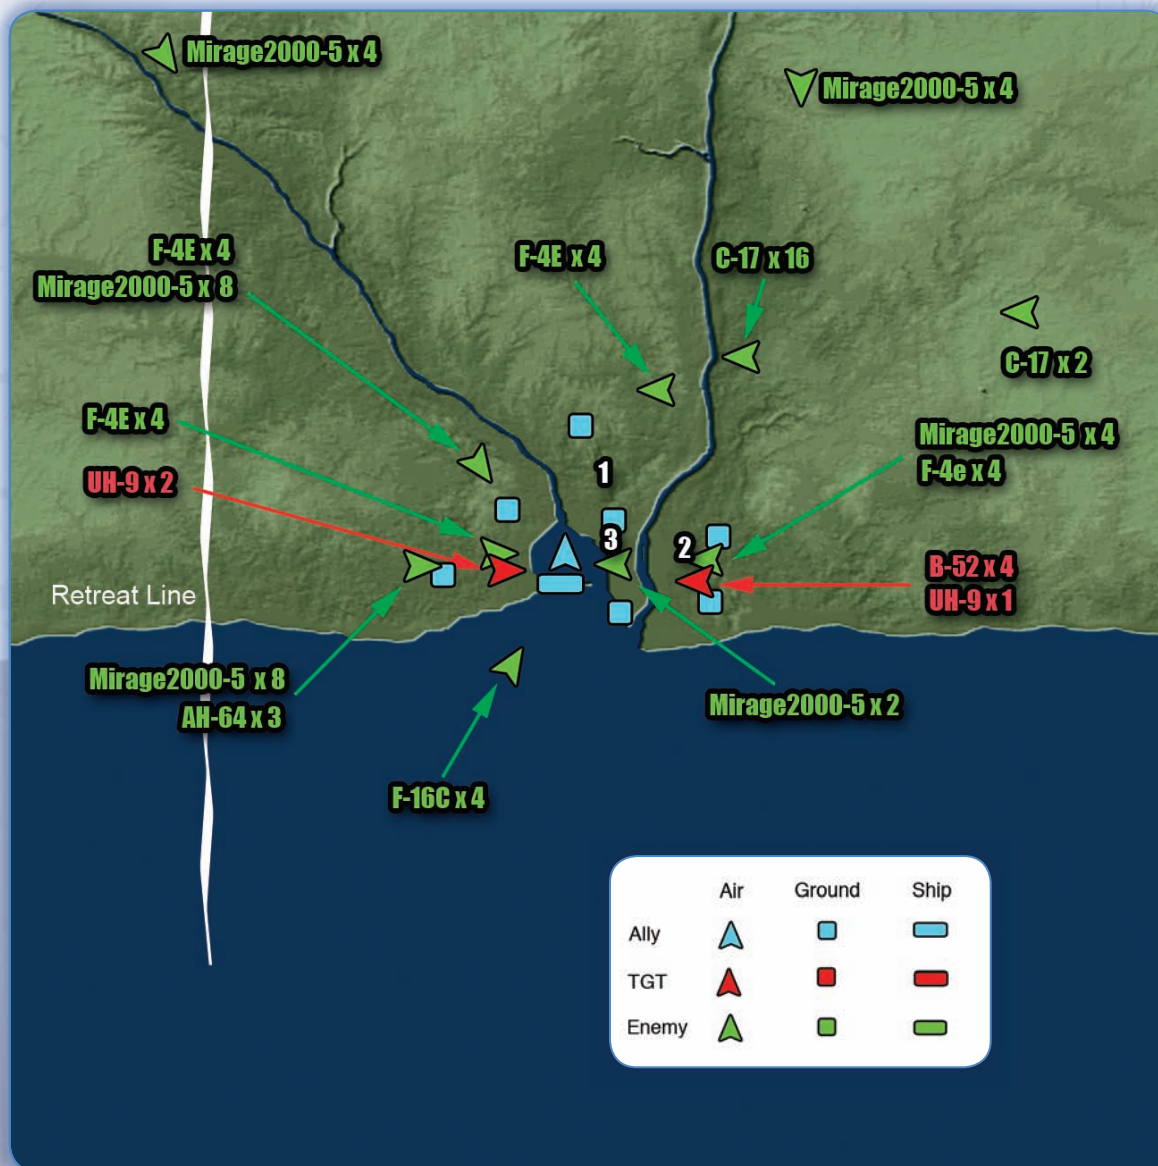 Mirage2000-5 x 4
Mirage2000-5 x 4
F-4E x 4
Mirage2000-5 x 8
F-4E x 4
C-17 x 16
C-17 x 2
F-4E x 4
UH-9 x 2
Mirage2000-5 x 4
F-4e x 4
1
3
2
B-52 x 4
UH-9 x 1
Retreat Line
Mirage2000-5 x 8
AH-64 x 3
Mirage2000-5 x 2
F-16C x 4
Air Ground Ship
Ally
TGT
Enemy